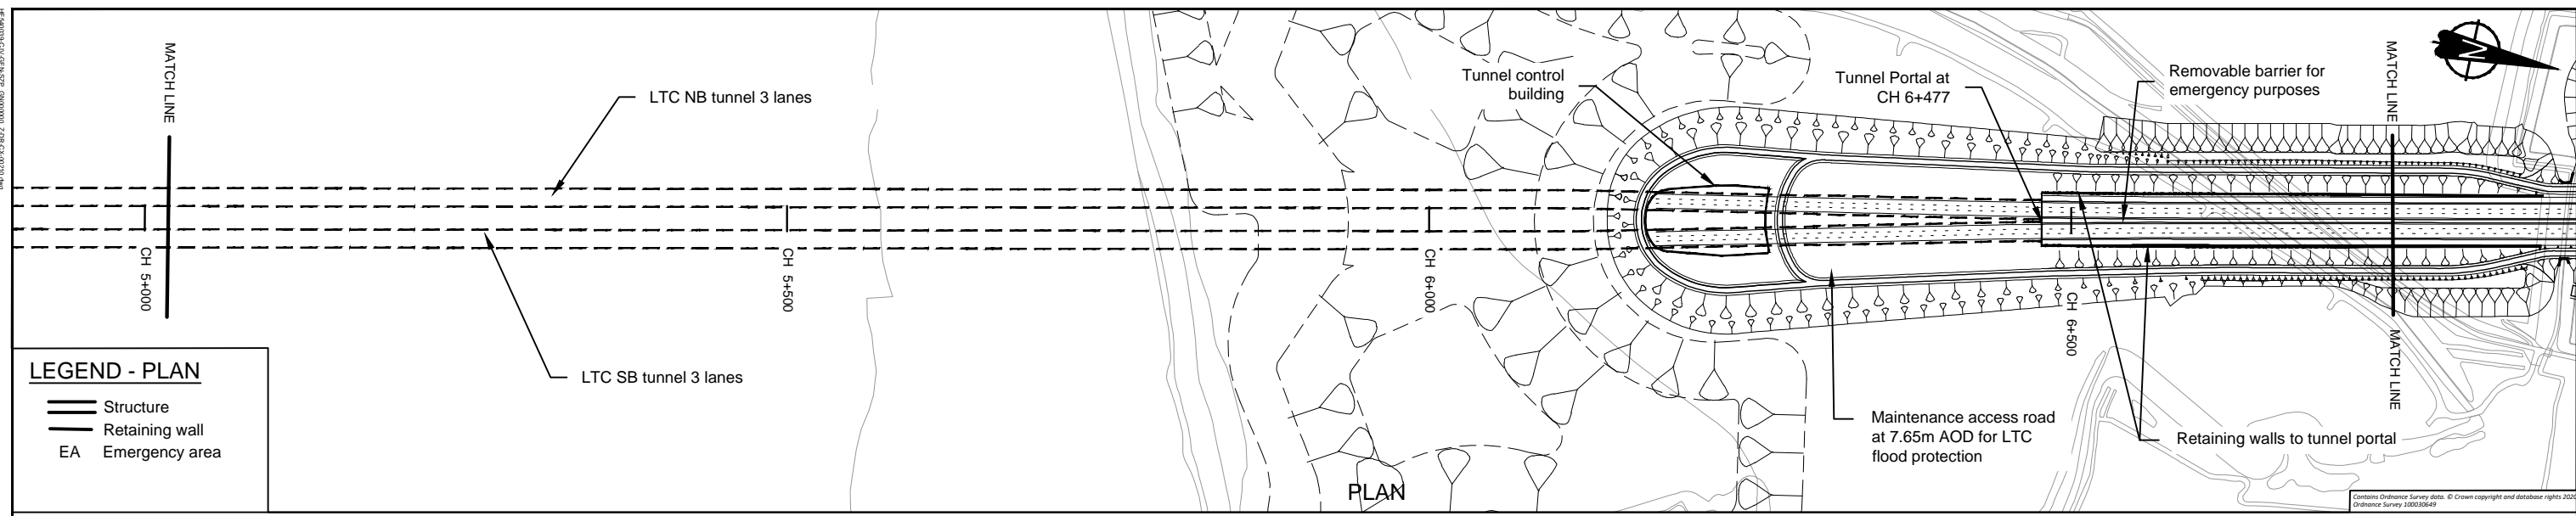 MATCH LINE
LTC NB tunnel 3 lanes
Tunnel control
building
Tunnel Portal at
CH 6+477
Removable barrier for
emergency purposes
MATCH LINE
N
CH 5+000
CH 5+500
CH 6+000
CH 6+500
LTC SB tunnel 3 lanes
Maintenance access road
at 7.65m AOD for LTC
flood protection
Retaining walls to tunnel portal
MATCH LINE
LEGEND - PLAN
Structure
Retaining wall
EA Emergency area
PLAN
Contains Ordnance Survey data. © Crown copyright and database rights 2020
Ordnance Survey 100030649